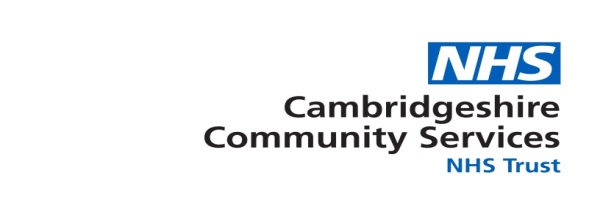 NHS
Cambridgeshire
Community Services
NHS Trust